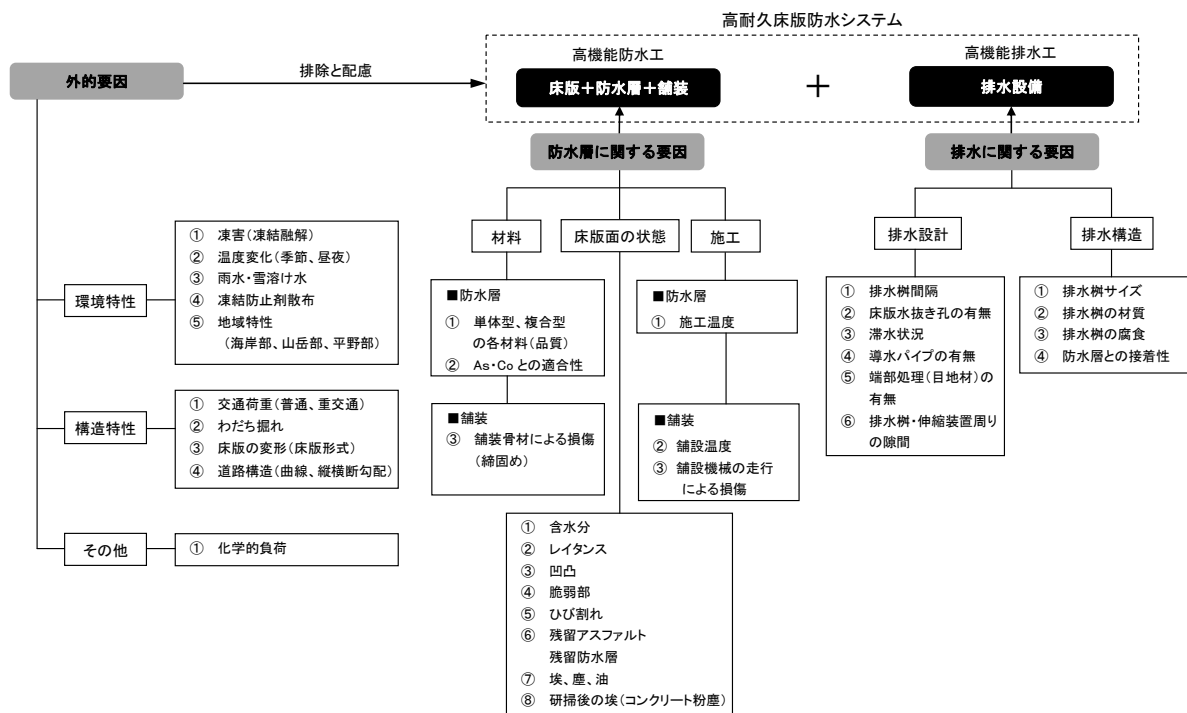 高耐久床版防水システム
高機能防水工
高機能排水工
外的要因
排除と配慮
床版＋防水層＋舗装
＋
排水設備
防水層に関する要因
排水に関する要因
環境特性
① 凍害（凍結融解）
② 温度変化（季節、昼夜）
③ 雨水・雪溶け水
④ 凍結防止剤散布
⑤ 地域特性
（海岸部、山岳部、平野部）
構造特性
① 交通荷重（普通、重交通）
② わだち掘れ
③ 床版の変形（床版形式）
④ 道路構造（曲線、縦横断勾配）
その他
① 化学的負荷
材料
■防水層
① 単体型、複合型
の各材料（品質）
② As・Co との適合性
■舗装
③ 舗装骨材による損傷
（締固め）
床版面の状態
① 含水分
② レイタンス
③ 凹凸
④ 脆弱部
⑤ ひび割れ
⑥ 残留アスファルト
残留防水層
⑦ 埃、塵、油
⑧ 研掃後の埃（コンクリート粉塵）
施工
■防水層
① 施工温度
■舗装
② 舗設温度
③ 舗設機械の走行
による損傷
排水設計
① 排水桝間隔
② 床版水抜き孔の有無
③ 滞水状況
④ 導水パイプの有無
⑤ 端部処理（目地材）の
有無
⑥ 排水桝・伸縮装置周り
の隙間
排水構造
① 排水桝サイズ
② 排水桝の材質
③ 排水桝の腐食
④ 防水層との接着性